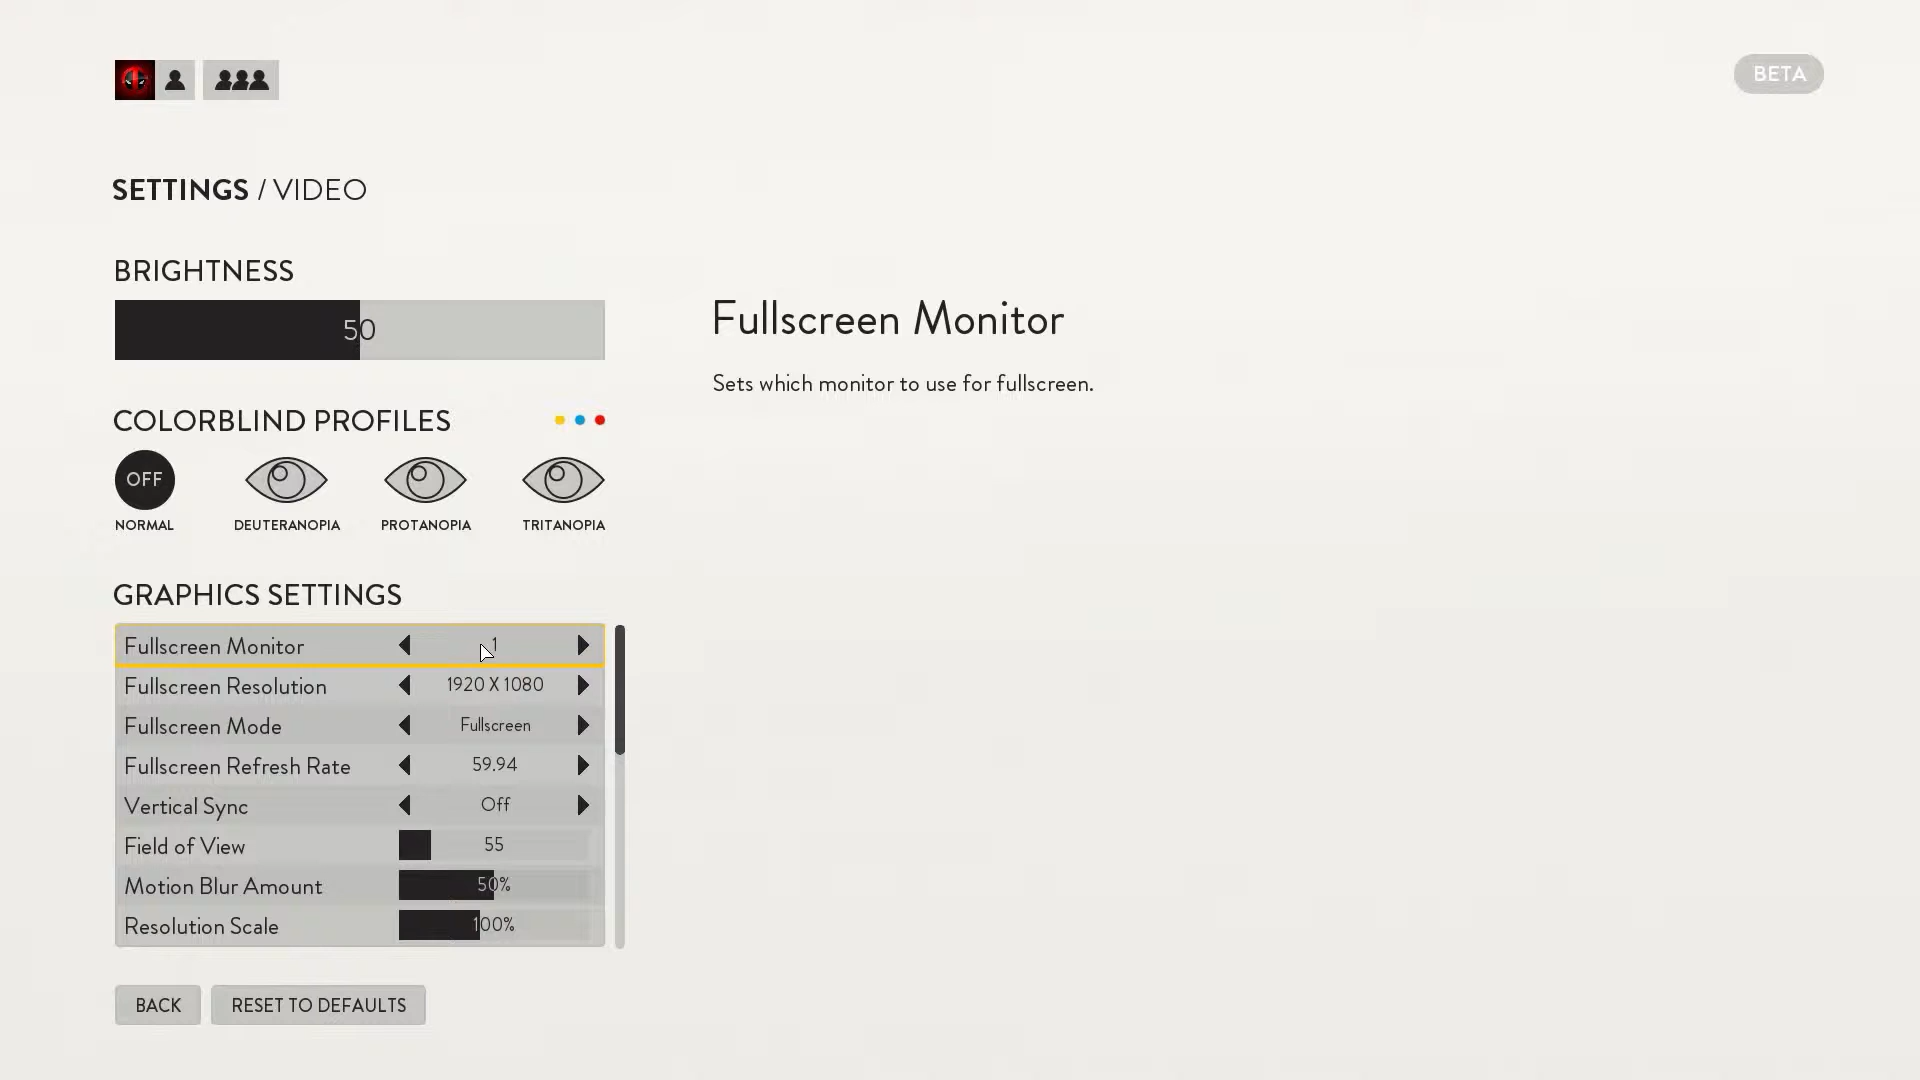 BETA
SETTINGS / VIDEO
BRIGHTNESS
50
COLORBLIND PROFILES
OFF
NORMAL DEUTERANOPIA PROTANOPIA TRITANOPIA
GRAPHICS SETTINGS
Fullscreen Monitor 1
Fullscreen Resolution 1920 X 1080
Fullscreen Mode Fullscreen
Fullscreen Refresh Rate 59.94
Vertical Sync Off
Field of View 55
Motion Blur Amount 50%
Resolution Scale 100%
BACK RESET TO DEFAULTS
Fullscreen Monitor
Sets which monitor to use for fullscreen.